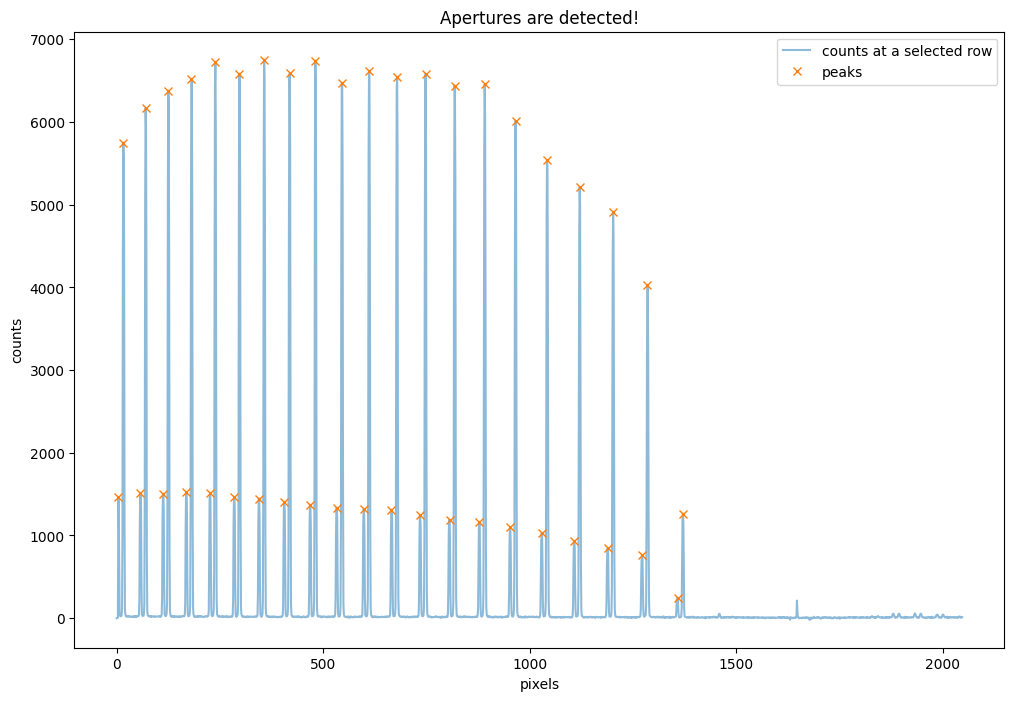 Apertures are detected!
counts at a selected row
peaks
7000
6000
5000
4000
3000
2000
1000
0
counts
0
500
1000
1500
2000
pixels